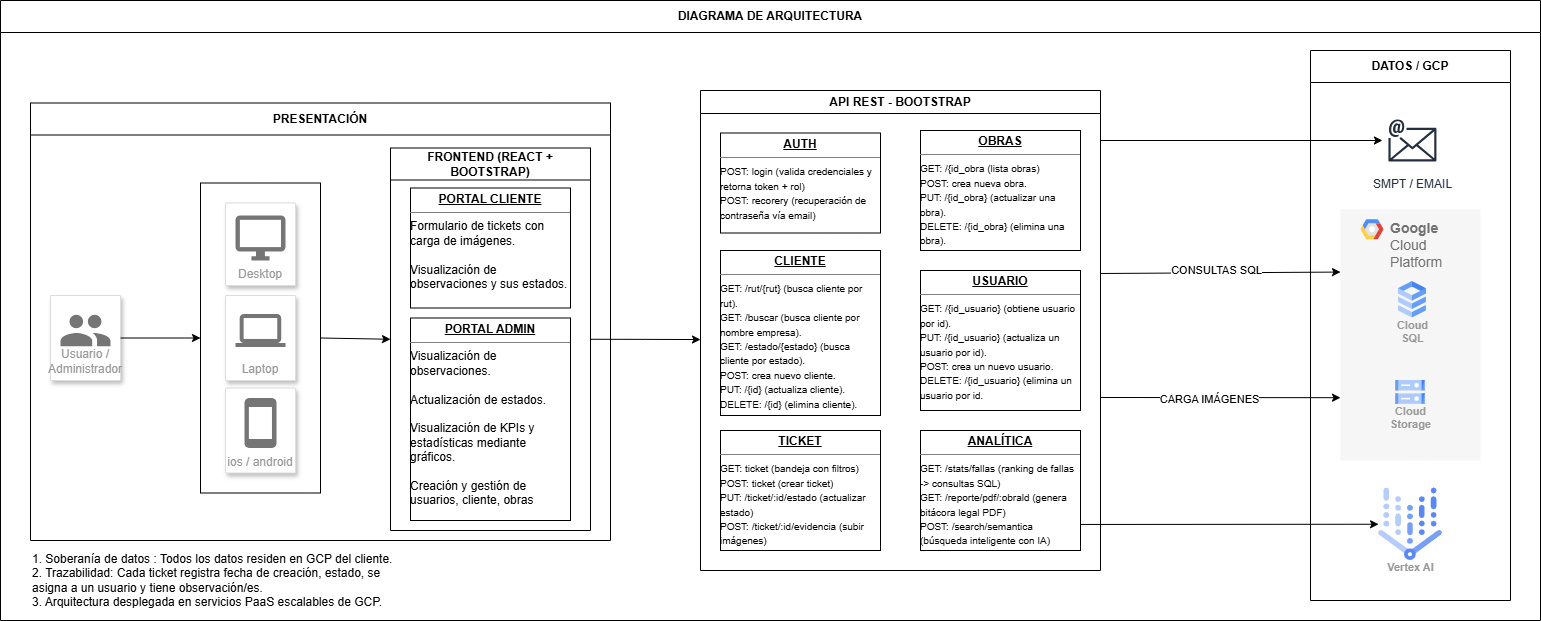 DIAGRAMA DE ARQUITECTURA
PRESENTACIÓN
Usuario /
Administrador
Desktop
Laptop
ios / android
FRONTEND (REACT +
BOOTSTRAP)
PORTAL CLIENTE
Formulario de tickets con
carga de imágenes.
Visualización de
observaciones y sus estados.
PORTAL ADMIN
Visualización de
observaciones.
Actualización de estados.
Visualización de KPIs y
estadísticas mediante
gráficos.
Creación y gestión de
usuarios, cliente, obras
1. Soberanía de datos : Todos los datos residen en GCP del cliente.
2. Trazabilidad: Cada ticket registra fecha de creación, estado, se
asigna a un usuario y tiene observación/es.
3. Arquitectura desplegada en servicios PaaS escalables de GCP.
API REST - BOOTSTRAP
AUTH
POST: login (valida credenciales y
retorna token + rol)
POST: recorery (recuperación de
contraseña vía email)
CLIENTE
GET: /rut/{rut} (busca cliente por
rut).
GET: /buscar (busca cliente por
nombre empresa).
GET: /estado/{estado} (busca
cliente por estado).
POST: crea nuevo cliente.
PUT: /{id} (actualiza cliente).
DELETE: /{id} (elimina cliente).
TICKET
GET: ticket (bandeja con filtros)
POST: ticket (crear ticket)
PUT: /ticket/:id/estado (actualizar
estado)
POST: /ticket/:id/evidencia (subir
imágenes)
OBRAS
GET: /{id_obra (lista obras)
POST: crea nueva obra.
PUT: /{id_obra} (actualizar una
obra).
DELETE: /{id_obra} (elimina una
obra).
USUARIO
GET: /{id_usuario} (obtiene usuario
por id).
PUT: /{id_usuario} (actualiza un
usuario por id).
POST: crea un nuevo usuario.
DELETE: /{id_usuario} (elimina un
usuario por id.
ANALÍTICA
GET: /stats/fallas (ranking de fallas
-> consultas SQL)
GET: /reporte/pdf/:obraId (genera
bitácora legal PDF)
POST: /search/semantica
(búsqueda inteligente con IA)
CONSULTAS SQL
CARGA IMÁGENES
DATOS / GCP
SMPT / EMAIL
Google
Cloud
Platform
Cloud
SQL
Cloud
Storage
Vertex AI